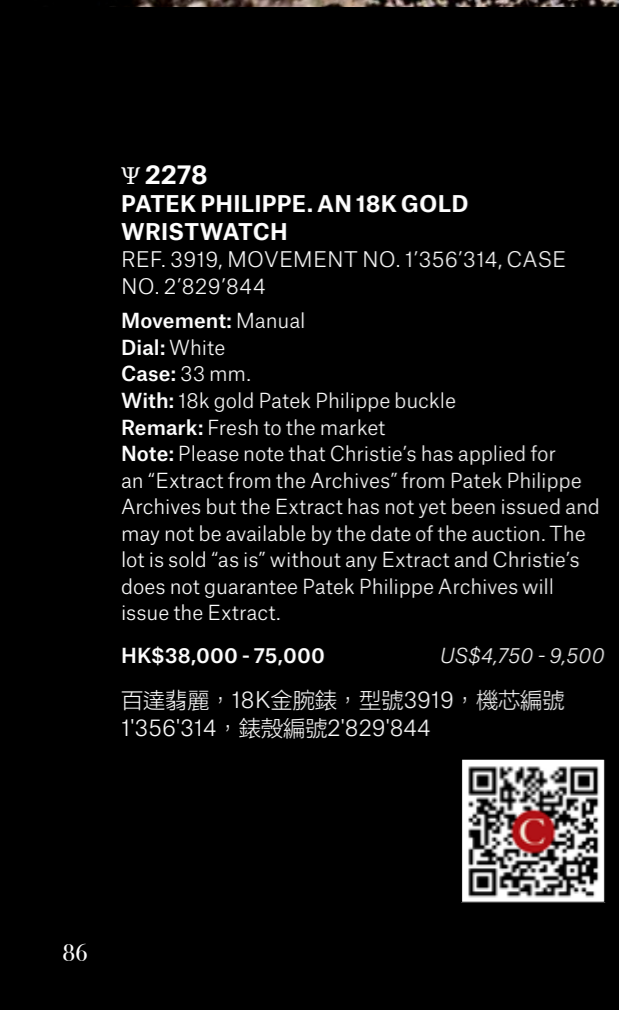 Ψ 2278
PATEK PHILIPPE. AN 18K GOLD
WRISTWATCH
REF. 3919, MOVEMENT NO. 1’356’314, CASE
NO. 2’829’844
Movement: Manual
Dial: White
Case: 33 mm.
With: 18k gold Patek Philippe buckle
Remark: Fresh to the market
Note: Please note that Christie’s has applied for
an “Extract from the Archives” from Patek Philippe
Archives but the Extract has not yet been issued and
may not be available by the date of the auction. The
lot is sold “as is” without any Extract and Christie’s
does not guarantee Patek Philippe Archives will
issue the Extract.
HK$38,000 - 75,000 US$4,750 - 9,500
百達翡麗，18K金腕錶，型號3919，機芯編號
1'356'314，錶殼編號2'829'844
C
86